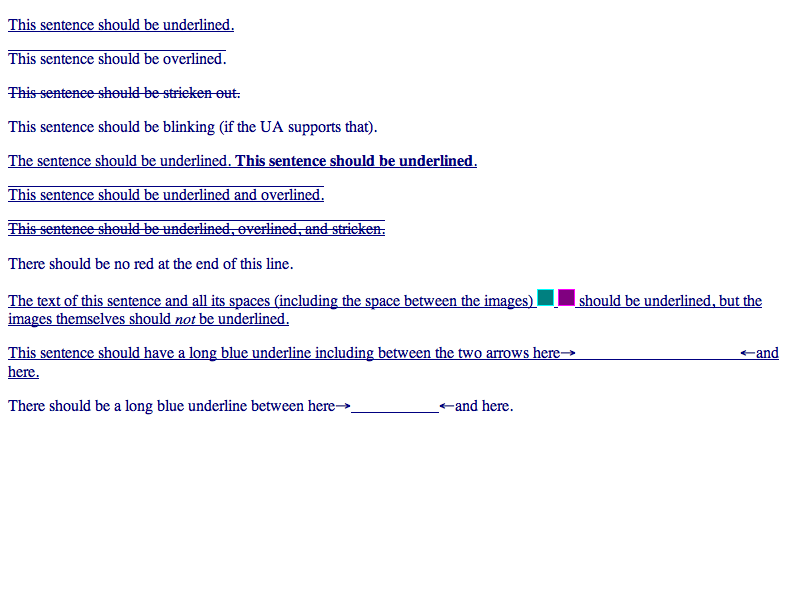 This sentence should be underlined.
This sentence should be overlined.
This sentence should be stricken out.
This sentence should be blinking (if the UA supports that).
The sentence should be underlined. This sentence should be underlined.
This sentence should be underlined and overlined.
This sentence should be underlined, overlined, and stricken.
There should be no red at the end of this line.
The text of this sentence and all its spaces (including the space between the images) should be underlined, but the
images themselves should not be underlined.
This sentence should have a long blue underline including between the two arrows here→ ←and
here.
There should be a long blue underline between here→ ←and here.